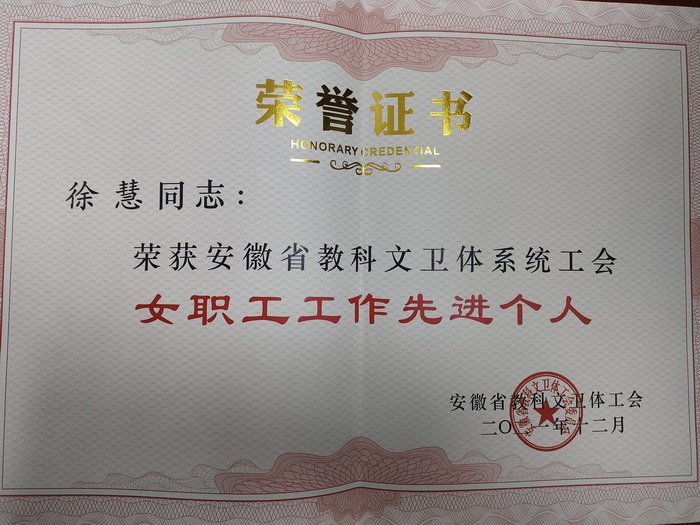 荣誉证书
HONORARY CREDENTIAL
徐慧同志：
荣获安徽省教科文卫体系统工会
女职工工作先进个人
安徽省教科文卫体工会
二〇二一年十二月